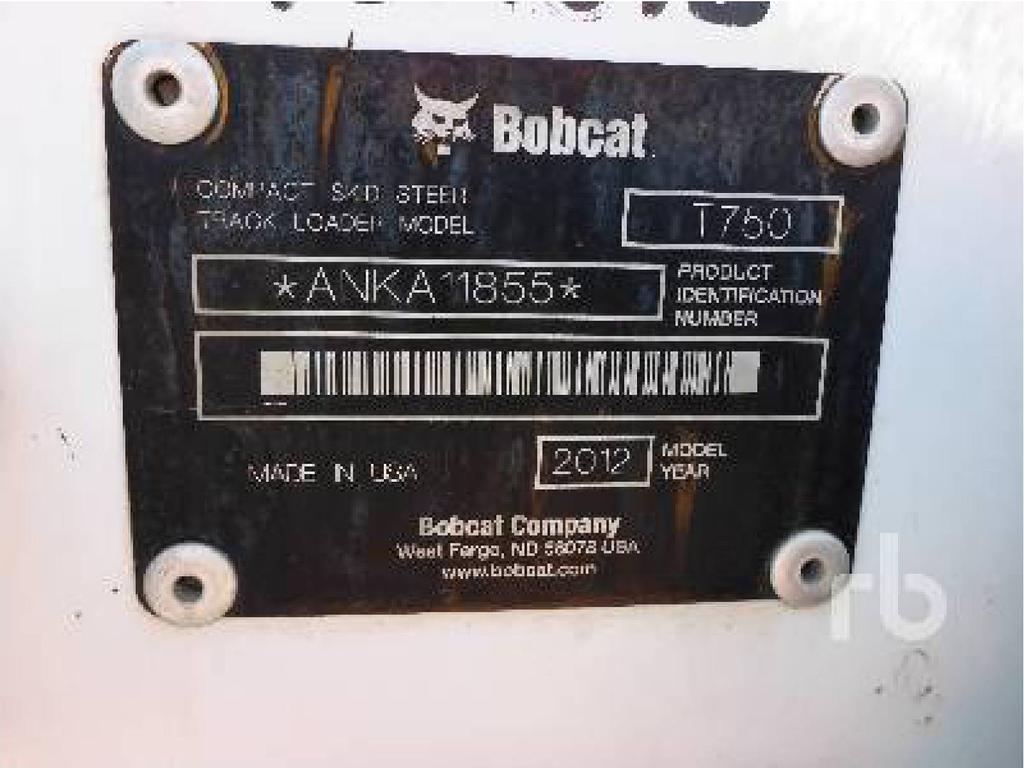 Bobcat
COMPACT SKID STEER
TRACK LOADER MODEL
T750
*ANKA11855*
PRODUCT
IDENTIFICATION
NUMBER
MADE IN USA
2012
MODEL
YEAR
Bobcat Company
West Fargo, ND 58078 USA
www.bobcat.com
rb